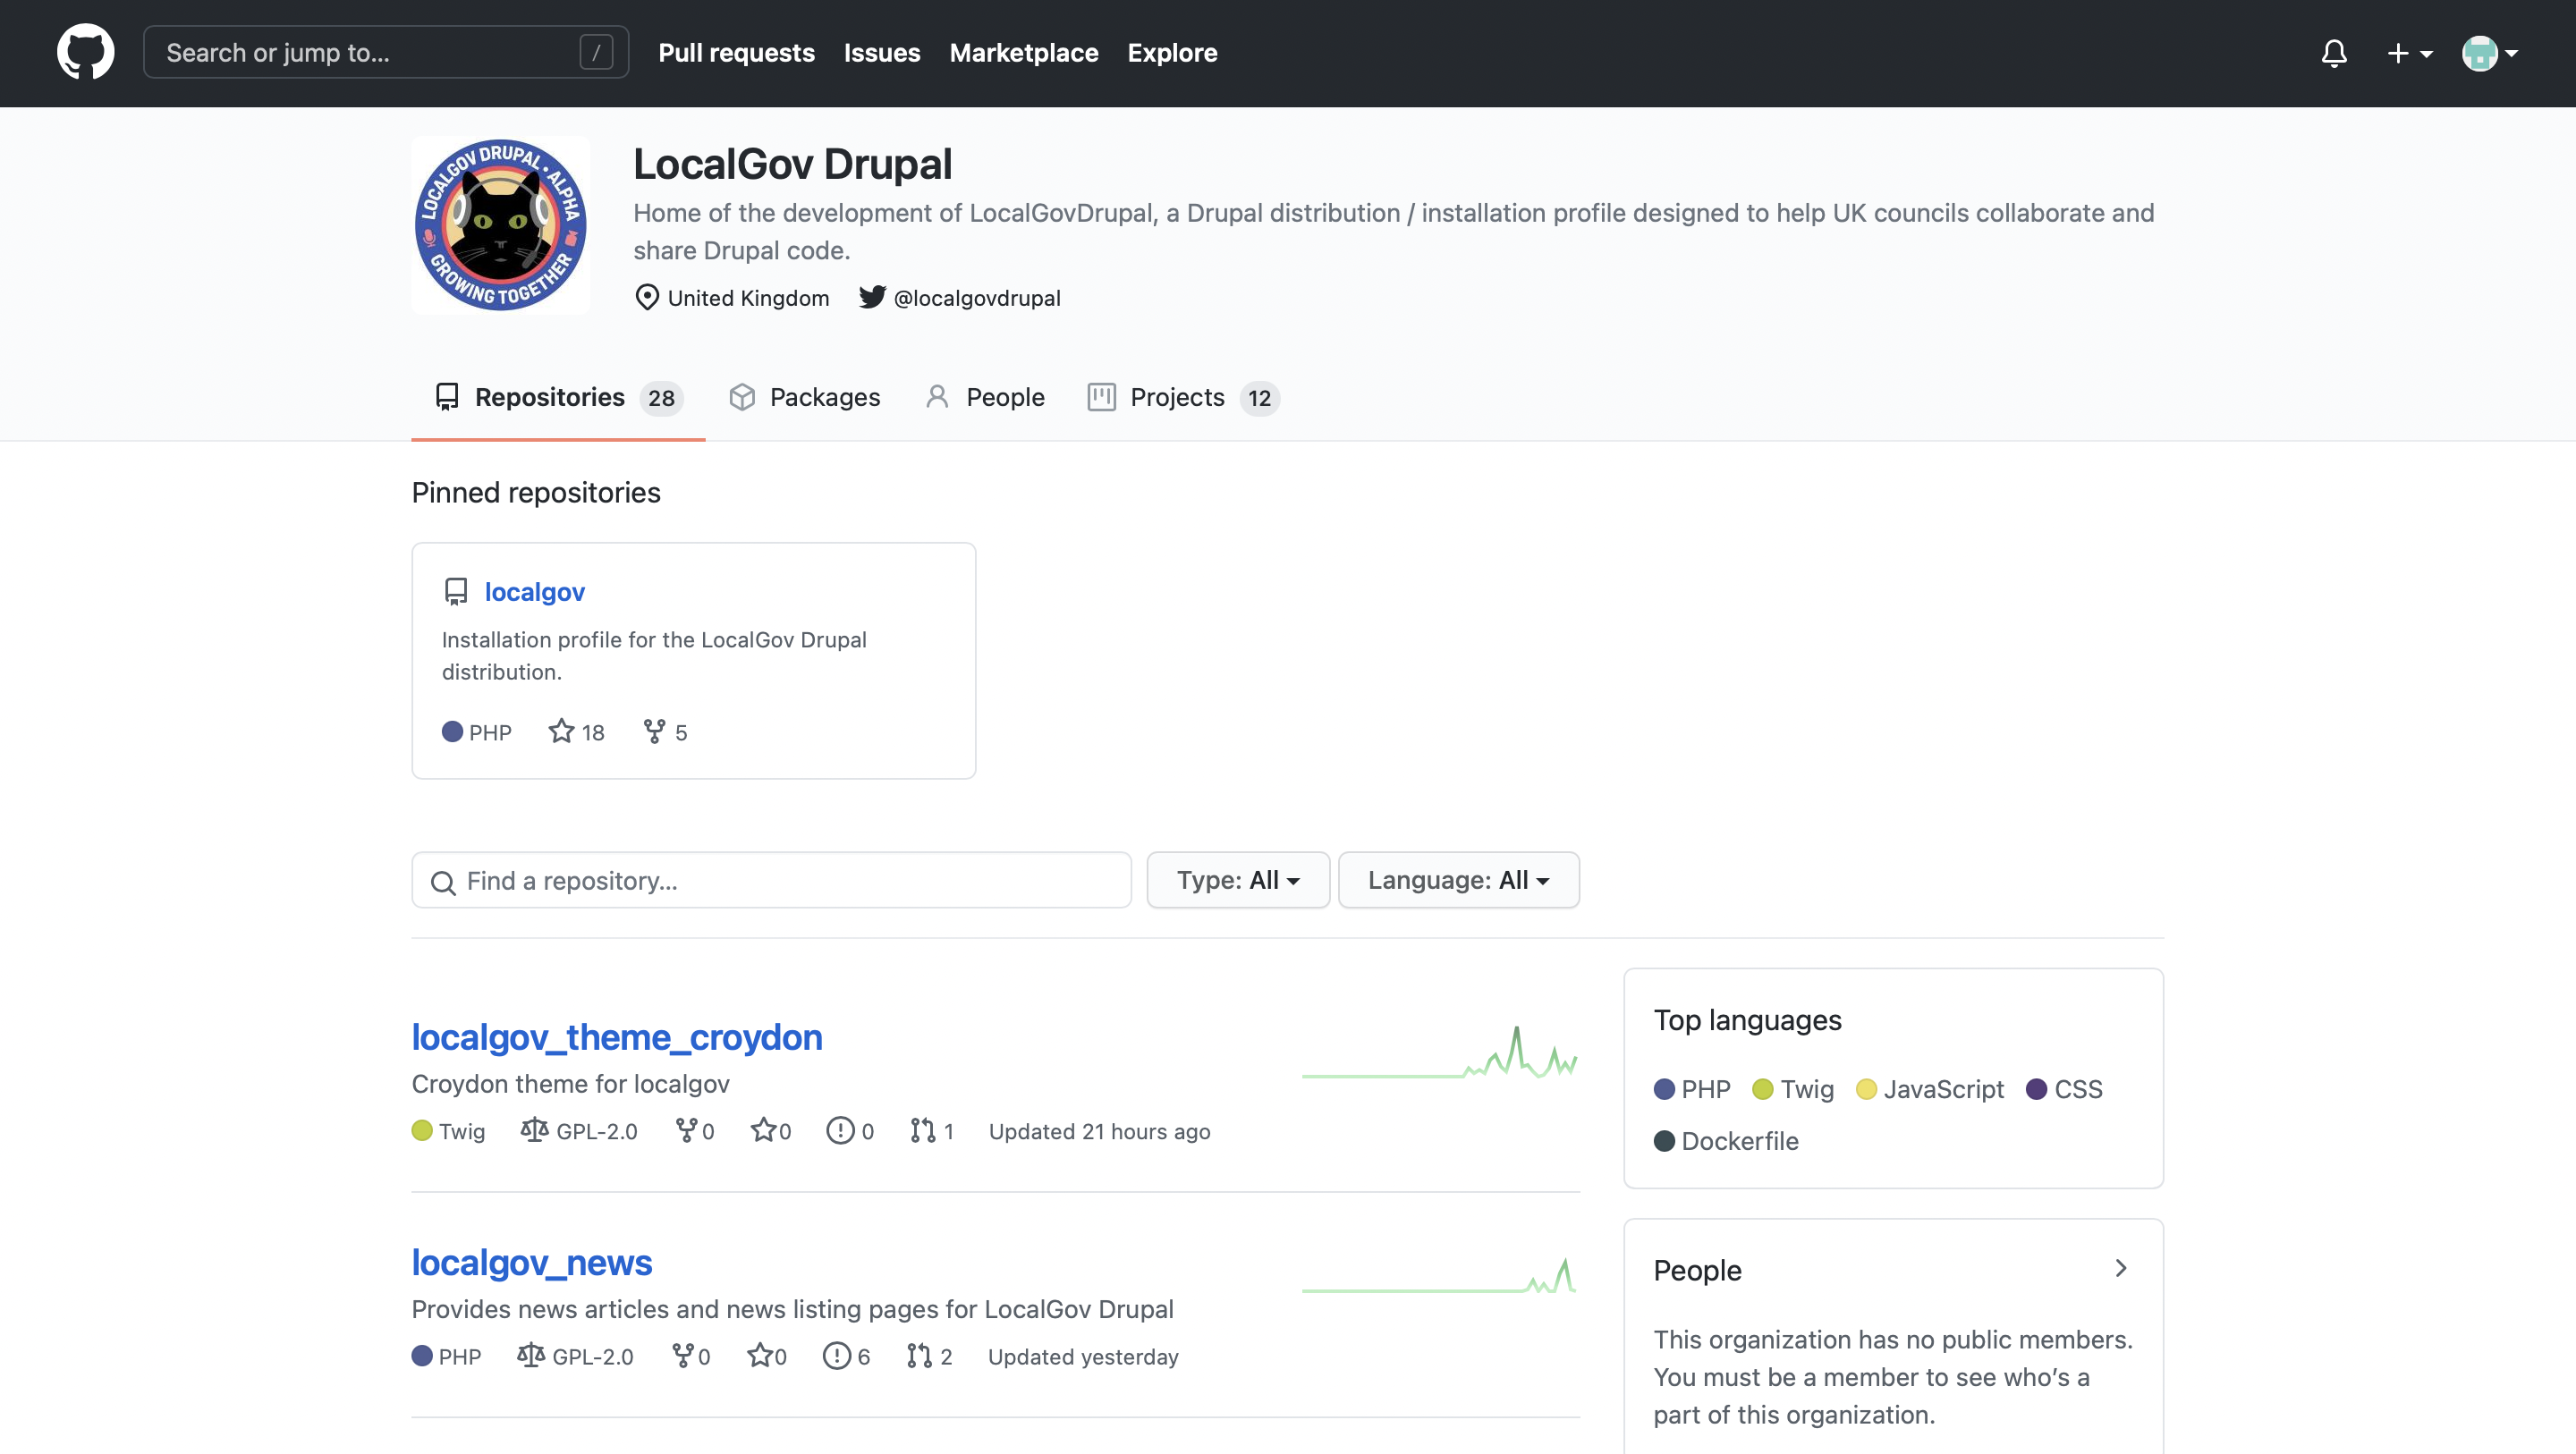 Search or jump to... /
Pull requests
Issues
Marketplace
Explore
LOCALGOV DRUPAL • ALPHA
GROWING TOGETHER
LocalGov Drupal
Home of the development of LocalGovDrupal, a Drupal distribution / installation profile designed to help UK councils collaborate and
share Drupal code.
United Kingdom @localgovdrupal
Repositories 28 Packages People Projects 12
Pinned repositories
localgov
Installation profile for the LocalGov Drupal
distribution.
PHP 18 5
Find a repository...
Type: All
Language: All
localgov_theme_croydon
Croydon theme for localgov
Twig GPL-2.0 0 0 0 1 Updated 21 hours ago
localgov_news
Provides news articles and news listing pages for LocalGov Drupal
PHP GPL-2.0 0 0 6 2 Updated yesterday
Top languages
PHP Twig JavaScript CSS
Dockerfile
People
This organization has no public members.
You must be a member to see who’s a
part of this organization.